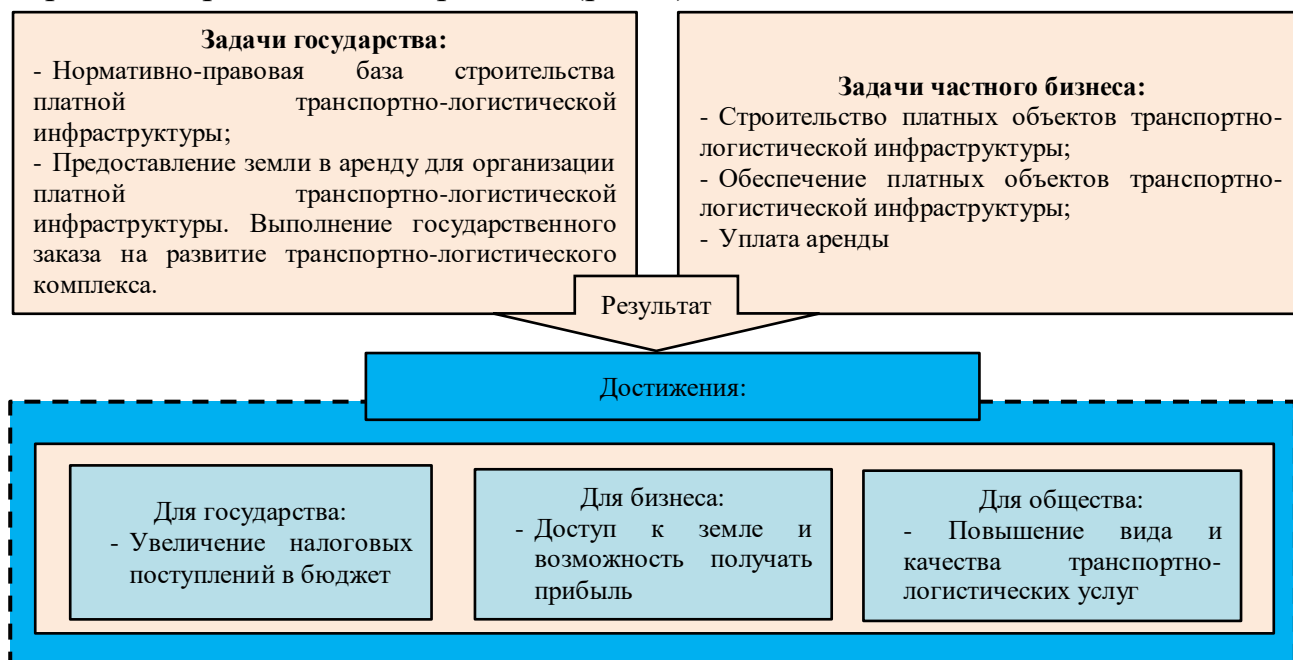 Задачи государства:
- Нормативно-правовая база строительства
платной транспортно-логистической
инфраструктуры;
- Предоставление земли в аренду для организации
платной транспортно-логистической
инфраструктуры. Выполнение государственного
заказа на развитие транспортно-логистического
комплекса.
Задачи частного бизнеса:
- Строительство платных объектов транспортно-
логистической инфраструктуры;
- Обеспечение платных объектов транспортно-
логистической инфраструктуры;
- Уплата аренды
Результат
Достижения:
Для государства:
- Увеличение налоговых
поступлений в бюджет
Для бизнеса:
- Доступ к земле и
возможность получать
прибыль
Для общества:
- Повышение вида и
качества транспортно-
логистических услуг